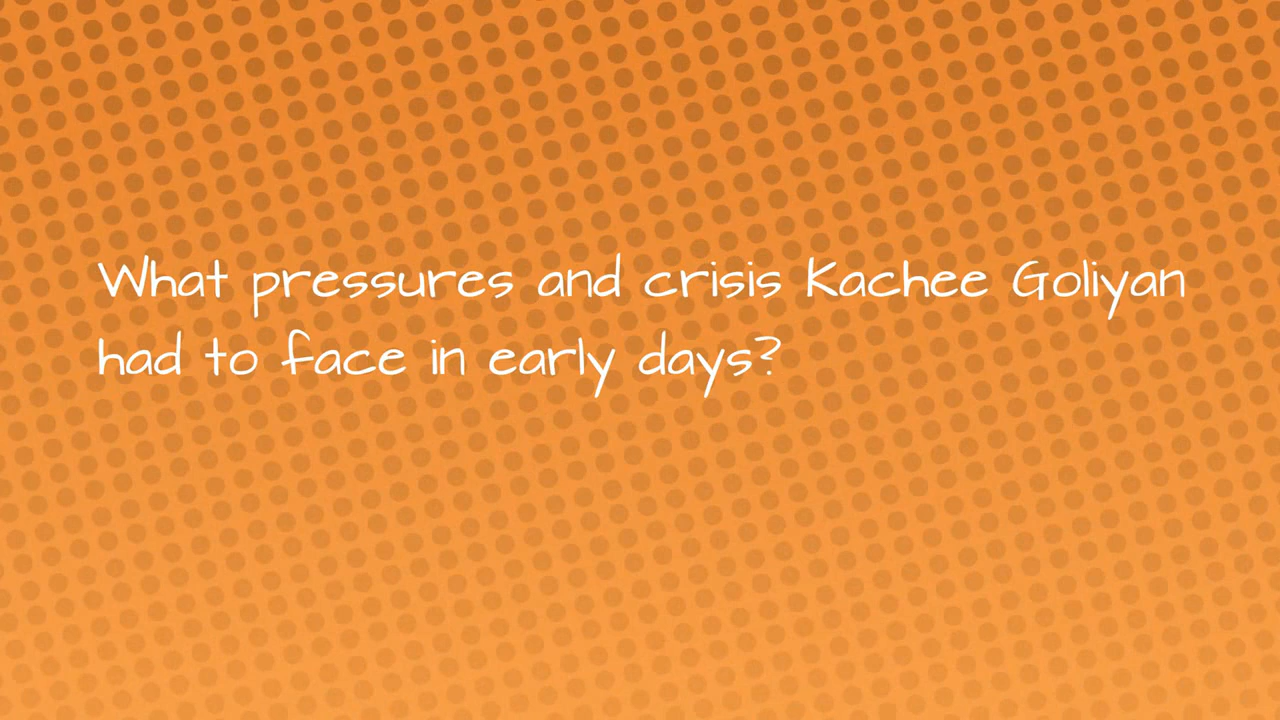 What pressures and crisis Kachee Goliyan
had to face in early days?